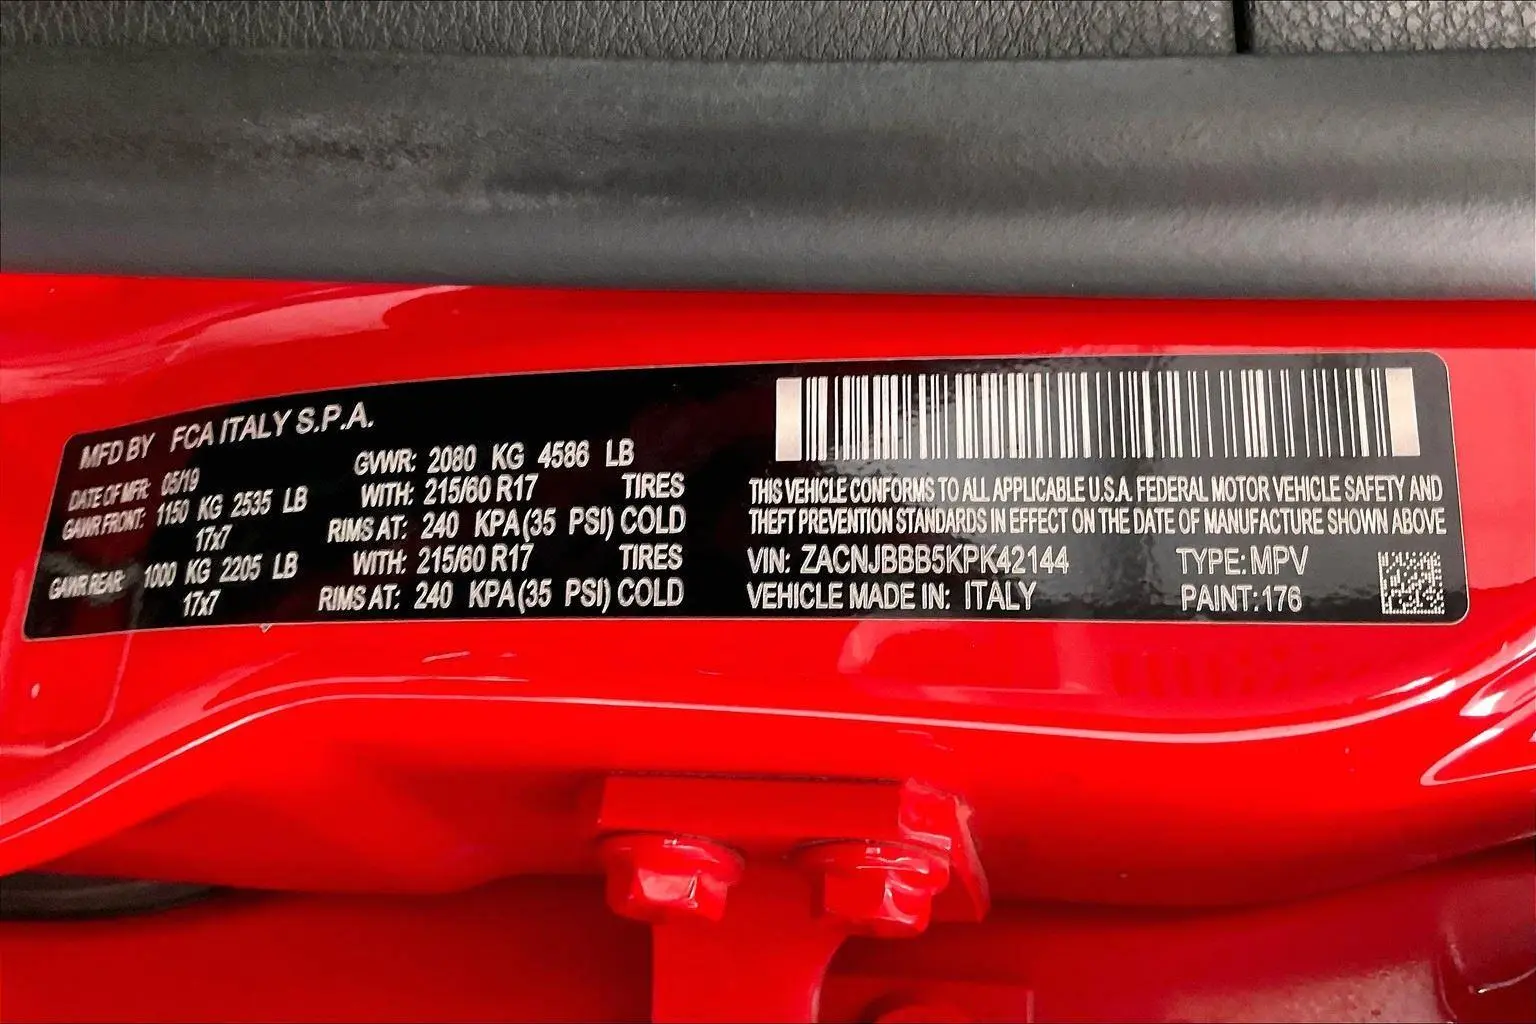 MFD BY FCA ITALY S.P.A.
DATE OF MFR: 05/19
GVWR: 2080 KG 4586 LB
GAWR FRONT: 1150 KG 2535 LB WITH: 215/60 R17 TIRES
17x7 RIMS AT: 240 KPA (35 PSI) COLD
GAWR REAR: 1000 KG 2205 LB WITH: 215/60 R17 TIRES
17x7 RIMS AT: 240 KPA (35 PSI) COLD
THIS VEHICLE CONFORMS TO ALL APPLICABLE U.S.A. FEDERAL MOTOR VEHICLE SAFETY AND
THEFT PREVENTION STANDARDS IN EFFECT ON THE DATE OF MANUFACTURE SHOWN ABOVE
VIN: ZACNJBBB5KPK42144 TYPE: MPV
VEHICLE MADE IN: ITALY PAINT: 176